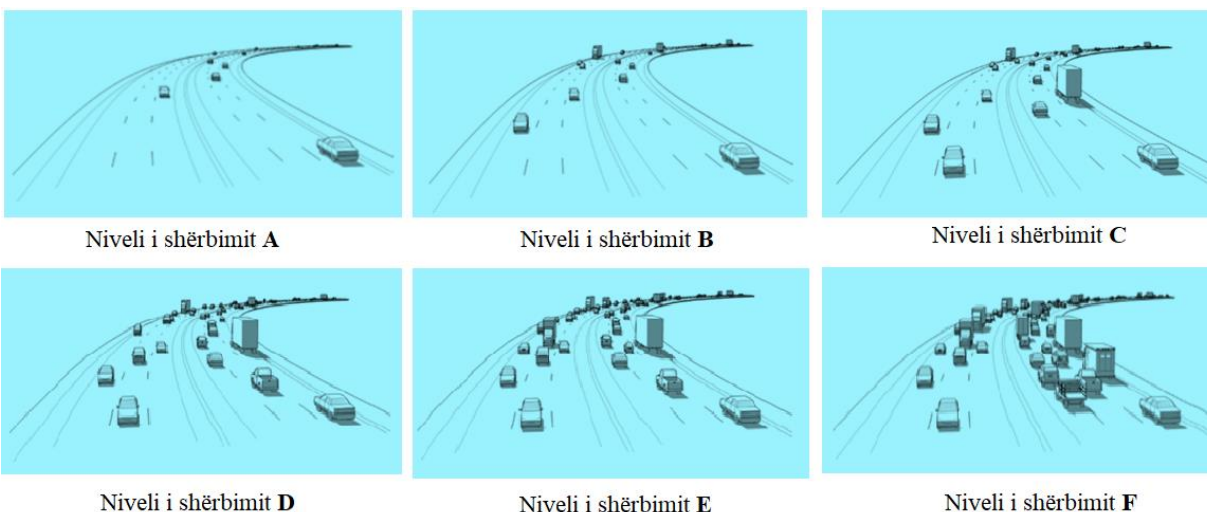 Niveli i shërbimit A
Niveli i shërbimit B
Niveli i shërbimit C
Niveli i shërbimit D
Niveli i shërbimit E
Niveli i shërbimit F